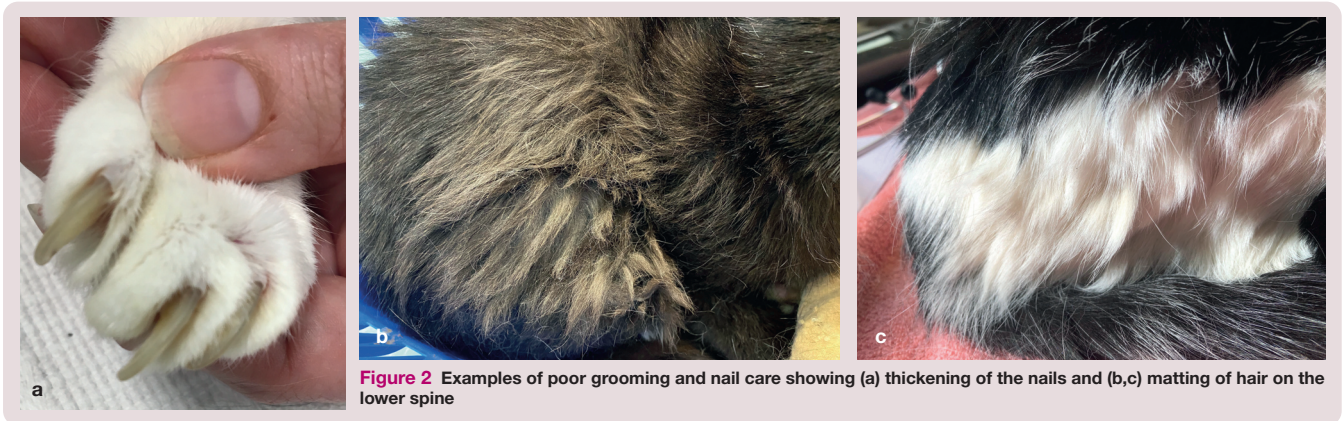 a
b
c
Figure 2 Examples of poor grooming and nail care showing (a) thickening of the nails and (b,c) matting of hair on the
lower spine